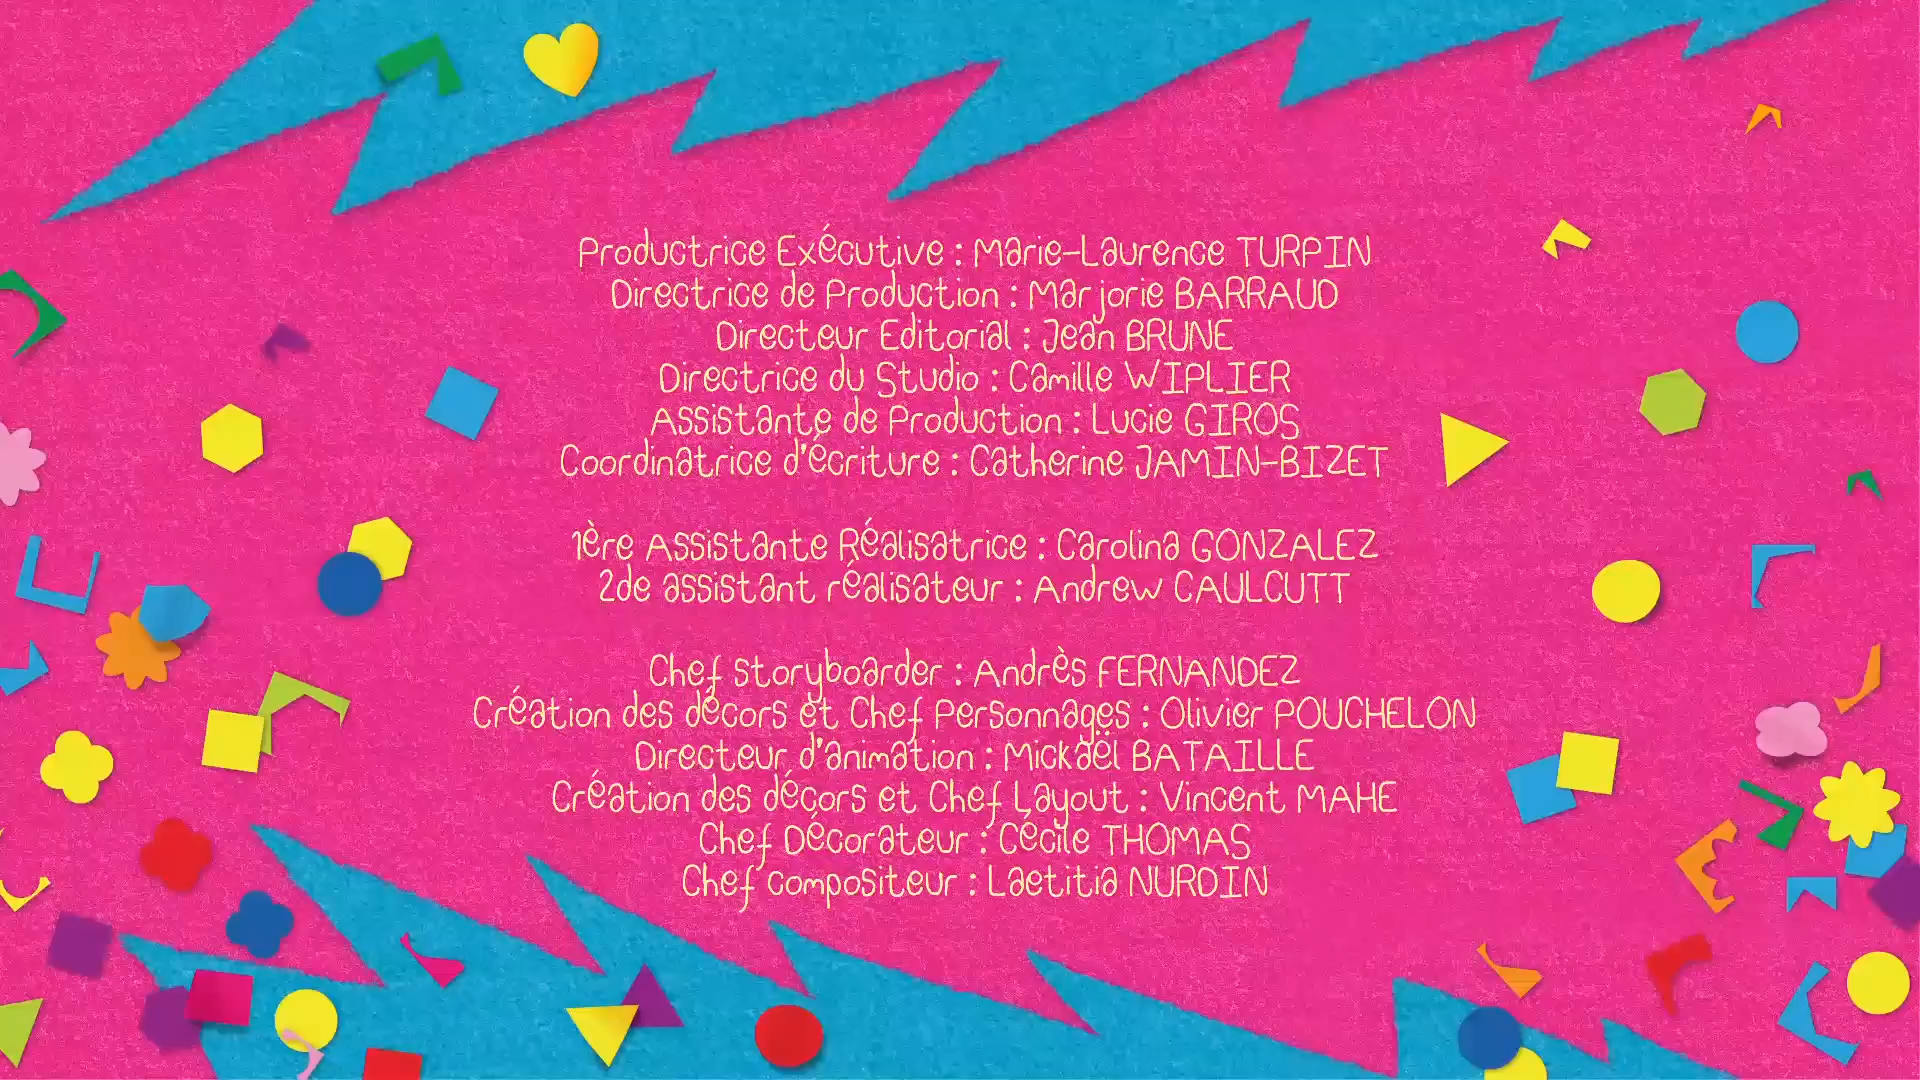 Productrice Exécutive : Marie-Laurence TURPIN
Directrice de Production : Marjorie BARRAUD
Directeur Editorial : Jean BRUNE
Directrice du Studio : Camille WIPLIER
Assistante de Production : Lucie GIROS
Coordinatrice d'écriture : Catherine JAMIN-BIZET
1ère Assistante Réalisatrice : Carolina GONZALEZ
2de assistant réalisateur : Andrew CAULCUTT
Chef storyboarder : Andrès FERNANDEZ
Création des décors et Chef Personnages : Olivier POUCHELON
Directeur d'animation : Mickaël BATAILLE
Création des décors et Chef Layout : Vincent MAHE
Chef Décorateur : Cécile THOMAS
Chef compositeur : Laetitia NURDIN